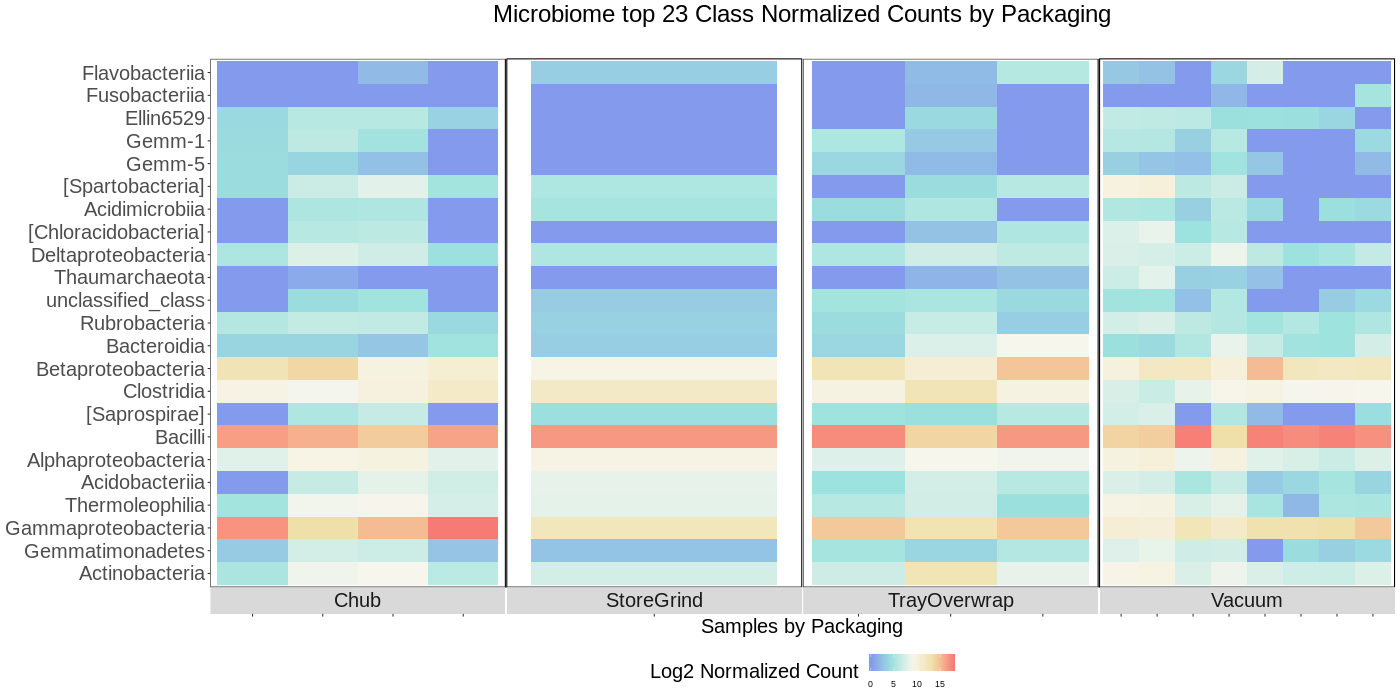 Microbiome top 23 Class Normalized Counts by Packaging
Flavobacteriia
Fusobacteriia
Ellin6529
Gemm-1
Gemm-5
[Spartobacteria]
Acidimicrobiia
[Chloracidobacteria]
Deltaproteobacteria
Thaumarchaeota
unclassified_class
Rubrobacteria
Bacteroidia
Betaproteobacteria
Clostridia
[Saprospirae]
Bacilli
Alphaproteobacteria
Acidobacteriia
Thermoleophilia
Gammaproteobacteria
Gemmatimonadetes
Actinobacteria
Chub StoreGrind TrayOverwrap Vacuum
Samples by Packaging
Log2 Normalized Count
0 5 10 15